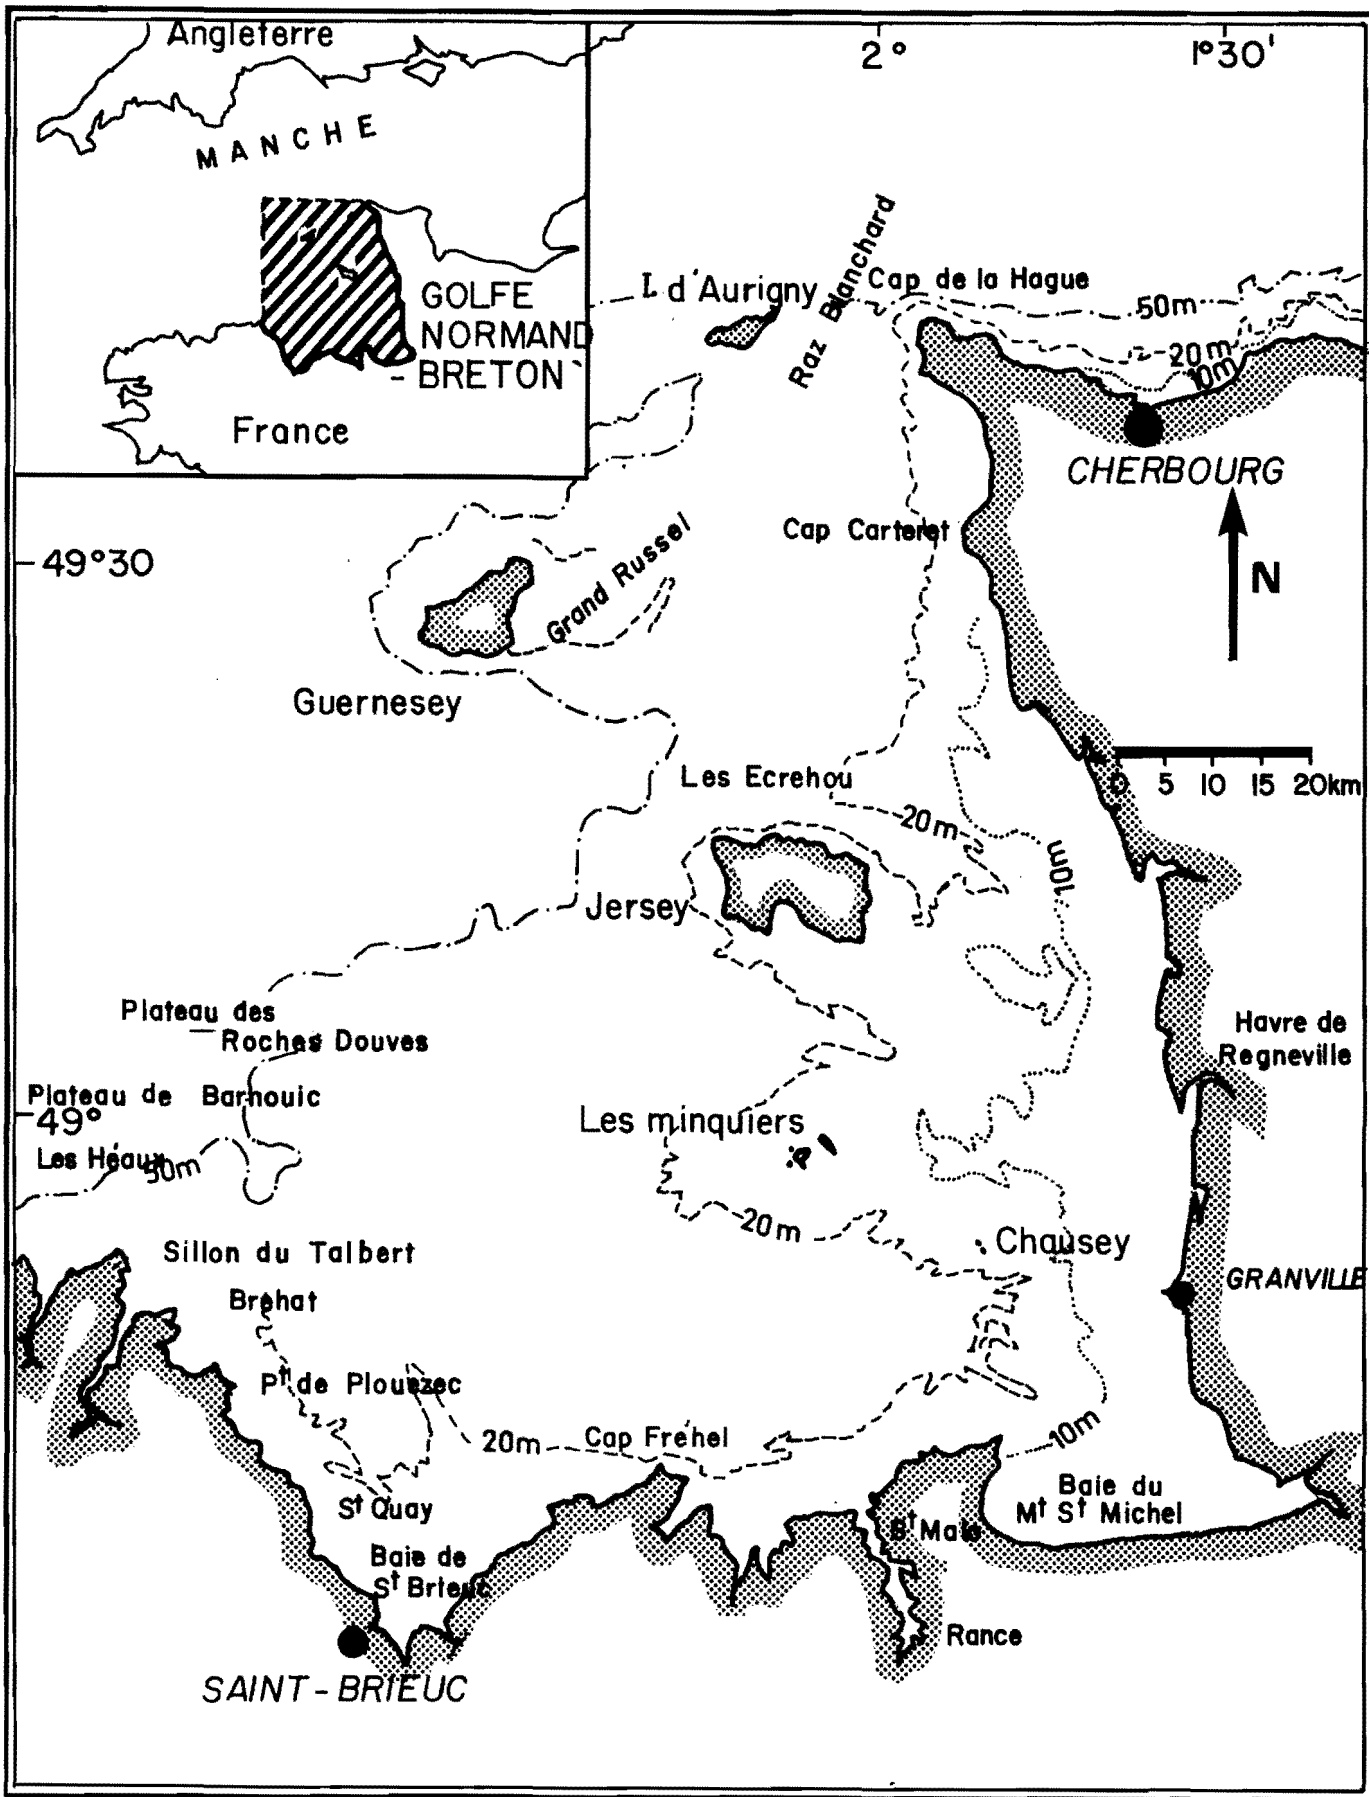 Angleterre
MANCHE
GOLFE
NORMAND
- BRETON
France
2°
1°30'
I. d'Aurigny
Raz Blanchard
Cap de la Hague
50m
20m
10m
CHERBOURG
Cap Carteret
49°30
N
Grand Russel
Guernesey
Les Ecrehou
0 5 10 15 20km
20m
10m
Jersey
Plateau des
Roches Douves
Havre de
Regneville
Plateau de Barnouic
49°
Les minquiers
Les Héaux
50m
20m
Chausey
Sillon du Talbert
GRANVILLE
Bréhat
Pt de Plouezec
20m
Cap Fréhel
10m
St Quay
Baie du
Mt St Michel
St Malo
Baie de
St Brieuc
Rance
SAINT-BRIEUC